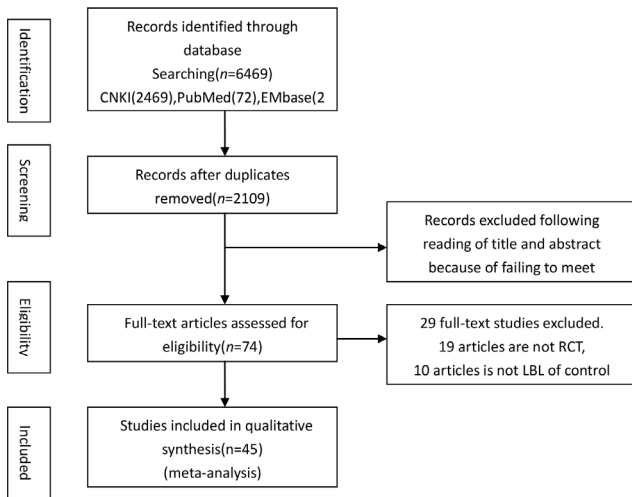 Identification
Records identified through
database
Searching(n=6469)
CNKI(2469),PubMed(72),EMbase(2
Screening
Records after duplicates
removed(n=2109)
Records excluded following
reading of title and abstract
because of failing to meet
Eligibility
Full-text articles assessed for
eligibility(n=74)
29 full-text studies excluded.
19 articles are not RCT,
10 articles is not LBL of control
Included
Studies included in qualitative
synthesis(n=45)
(meta-analysis)